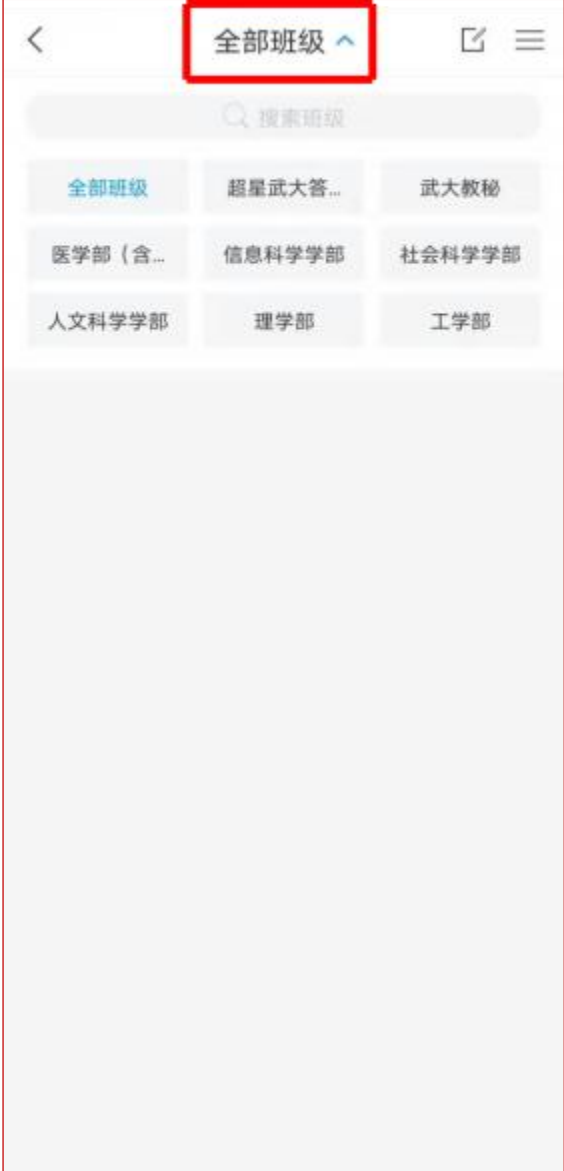 全部班级
搜索班级
全部班级 超星武大答... 武大教秘
医学部（含... 信息科学学部 社会科学学部
人文科学学部 理学部 工学部